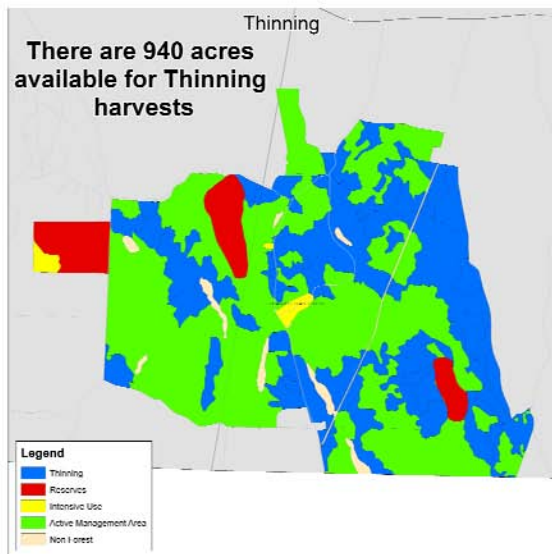 Thinning
There are 940 acres
available for Thinning
harvests
Legend
Thinning
Reserves
Intensive Use
Active Management Area
Non Forest